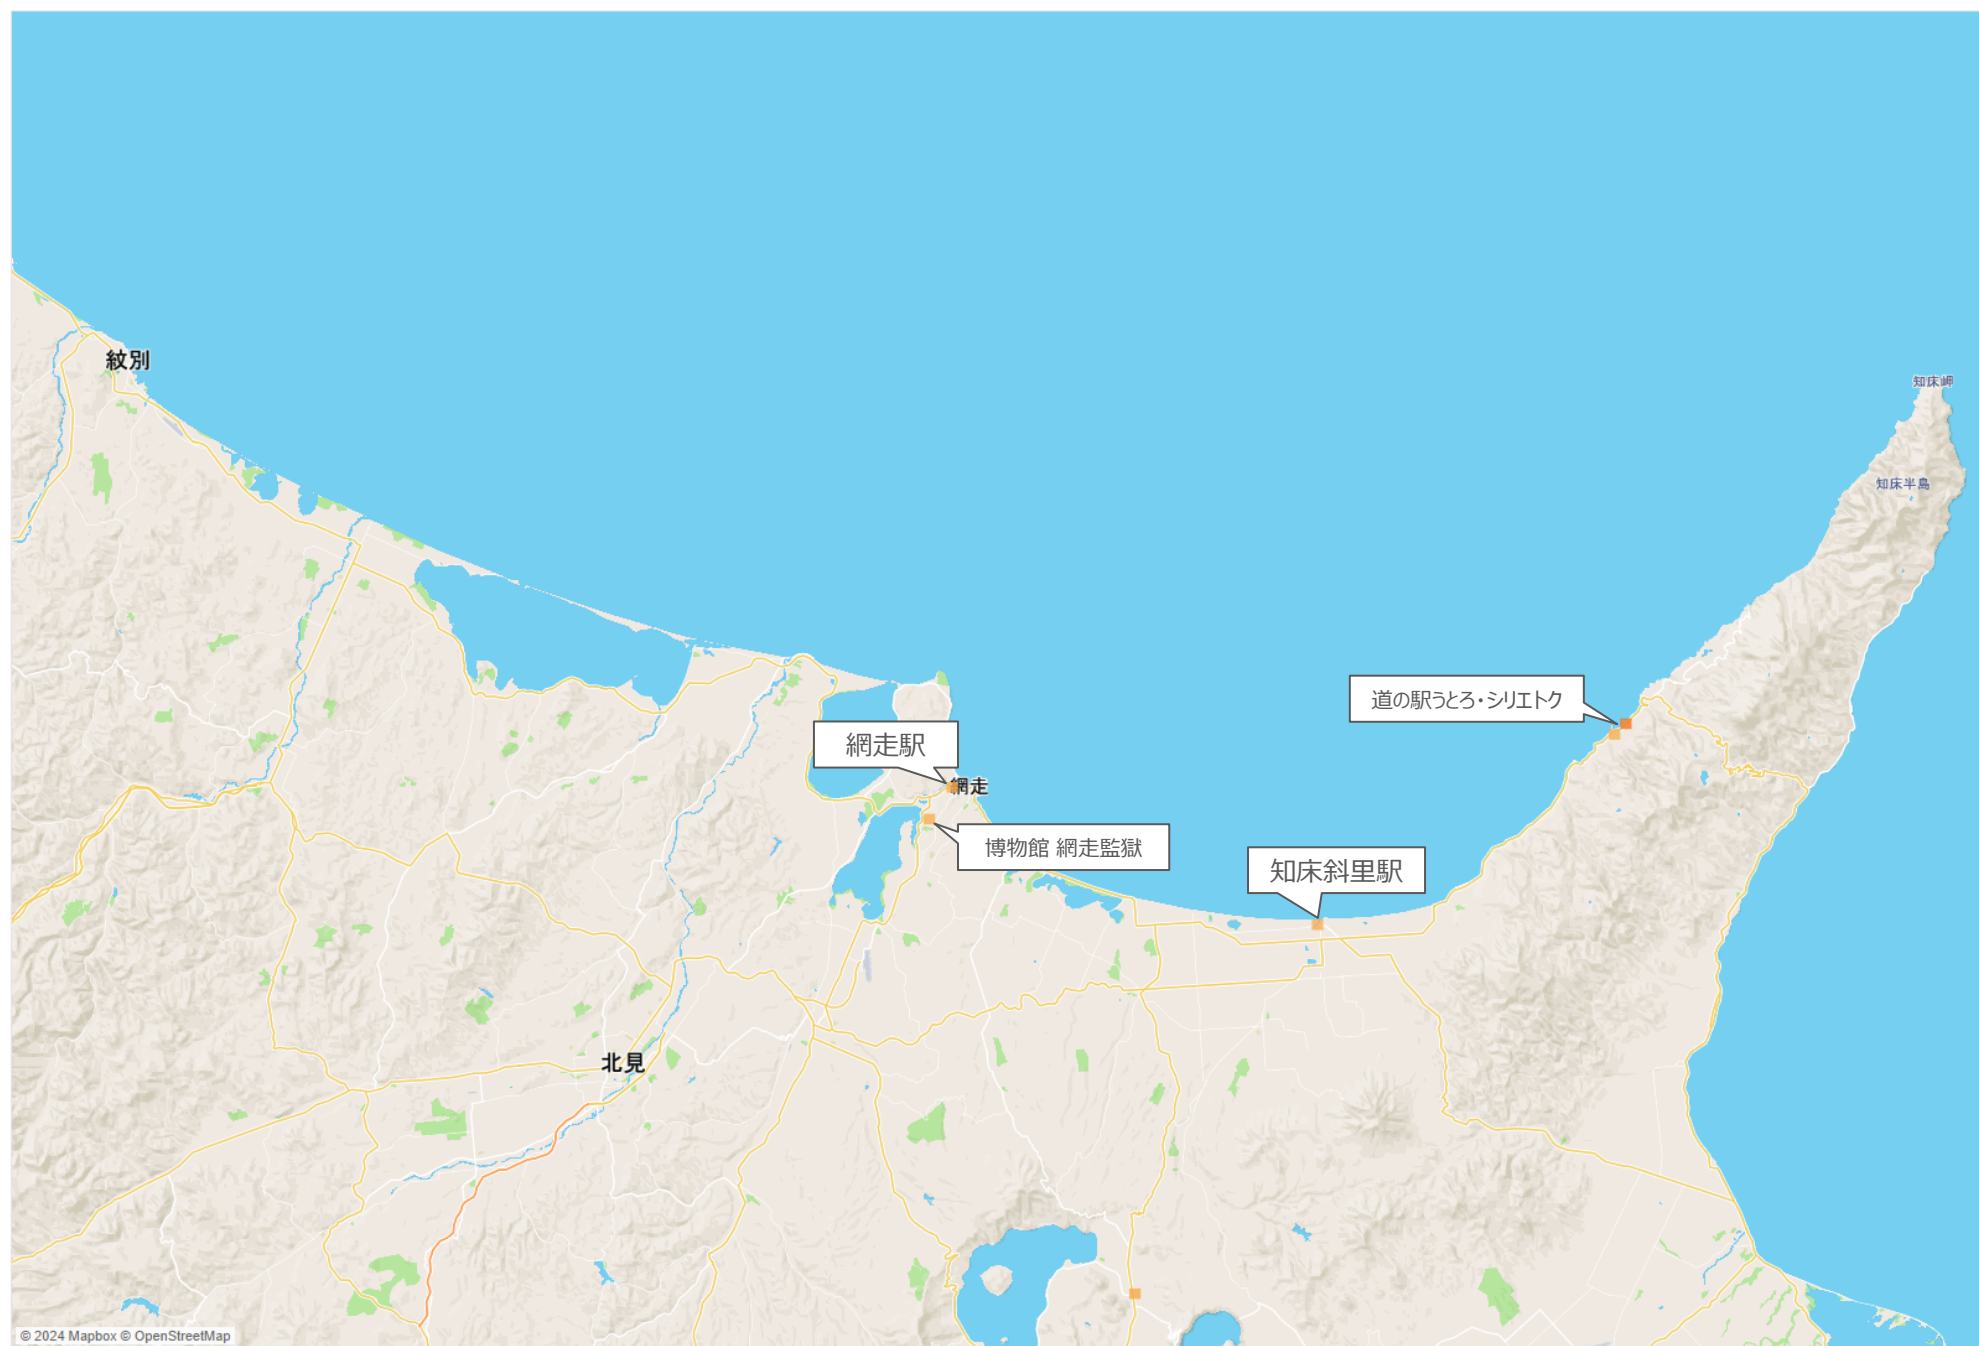 紋別
知床岬
知床半島
道の駅うとろ・シリエトク
網走駅
網走
博物館 網走監獄
知床斜里駅
北見
© 2024 Mapbox © OpenStreetMap